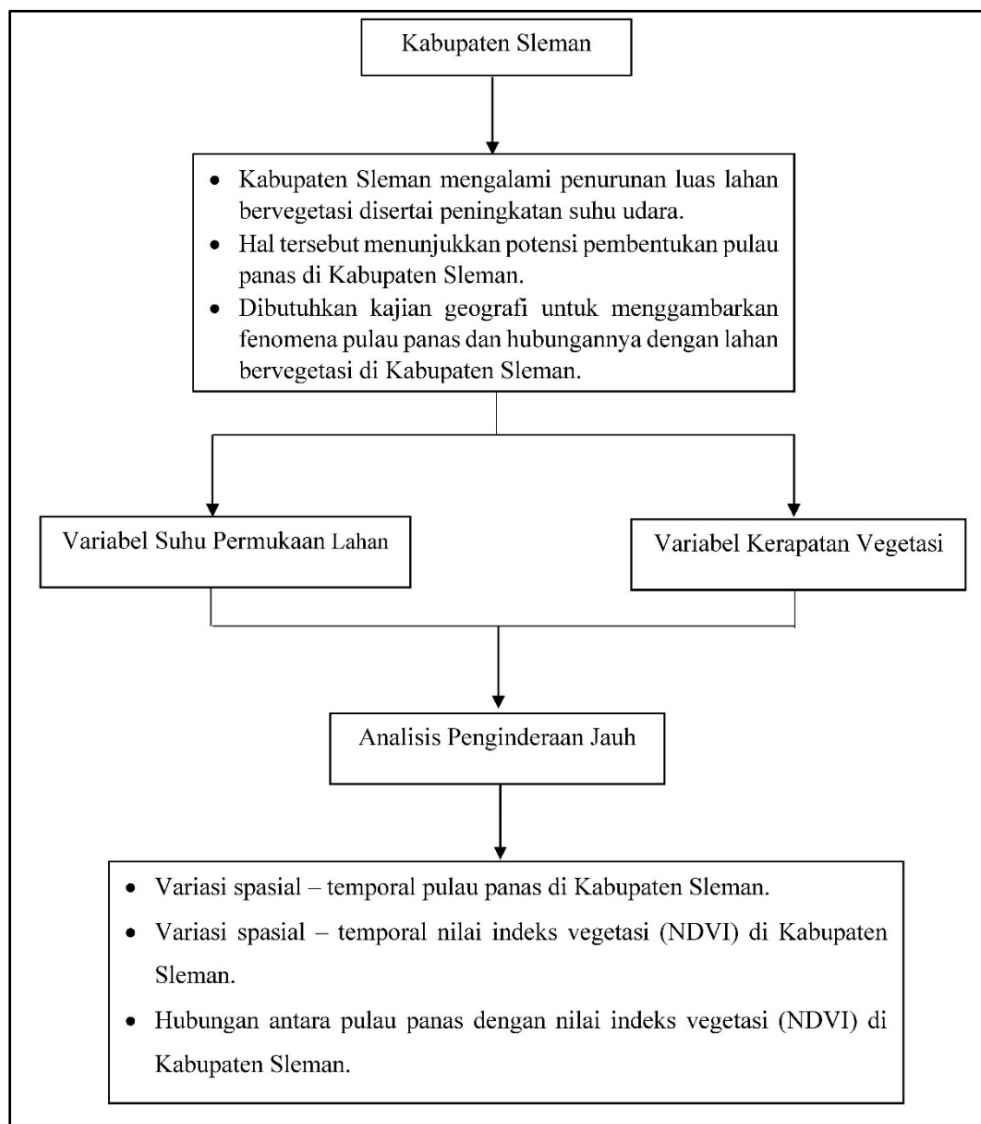 Kabupaten Sleman
• Kabupaten Sleman mengalami penurunan luas lahan
bervegetasi disertai peningkatan suhu udara.
• Hal tersebut menunjukkan potensi pembentukan pulau
panas di Kabupaten Sleman.
• Dibutuhkan kajian geografi untuk menggambarkan
fenomena pulau panas dan hubungannya dengan lahan
bervegetasi di Kabupaten Sleman.
Variabel Suhu Permukaan Lahan
Variabel Kerapatan Vegetasi
Analisis Penginderaan Jauh
• Variasi spasial – temporal pulau panas di Kabupaten Sleman.
• Variasi spasial – temporal nilai indeks vegetasi (NDVI) di Kabupaten
Sleman.
• Hubungan antara pulau panas dengan nilai indeks vegetasi (NDVI) di
Kabupaten Sleman.